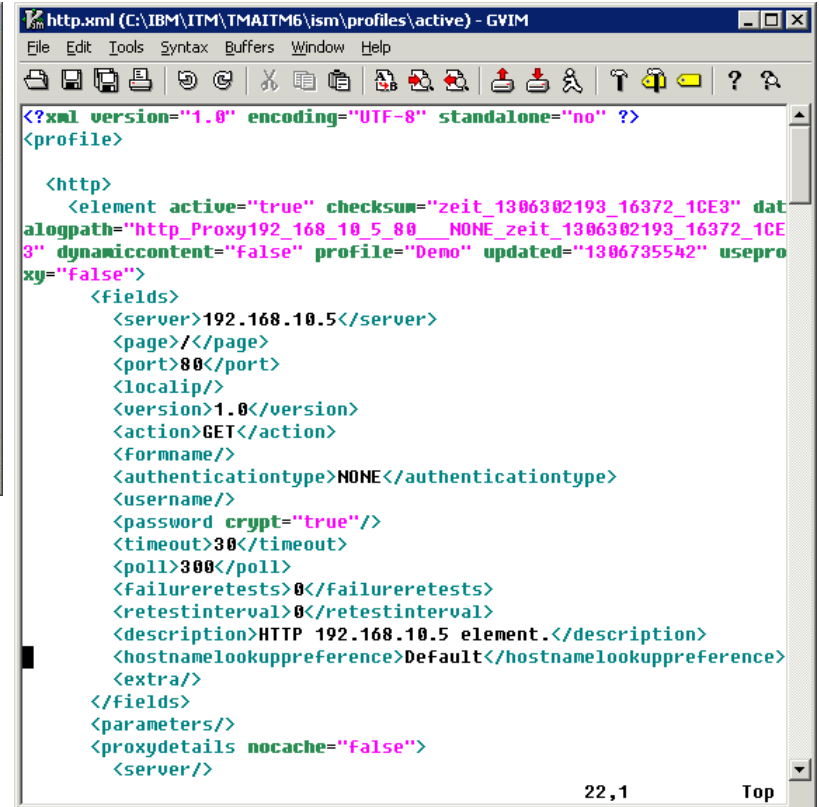 http.xml (C:\IBM\ITM\TMAITM6\ism\profiles\active) - GVIM
File Edit Tools Syntax Buffers Window Help
<?xml version="1.0" encoding="UTF-8" standalone="no" ?>
<profile>
  <http>
    <element active="true" checksum="zeit_1306302193_16372_1CE3" dat
alogpath="http_Proxy192_168_10_5_80___NONE_zeit_1306302193_16372_1CE
3" dynamiccontent="false" profile="Demo" updated="1306735542" usepro
xy="false">
      <fields>
        <server>192.168.10.5</server>
        <page>/</page>
        <port>80</port>
        <localip/>
        <version>1.0</version>
        <action>GET</action>
        <formname/>
        <authenticationtype>NONE</authenticationtype>
        <username/>
        <password crypt="true"/>
        <timeout>30</timeout>
        <poll>300</poll>
        <failureretests>0</failureretests>
        <retestinterval>0</retestinterval>
        <description>HTTP 192.168.10.5 element.</description>
        <hostnamelookuppreference>Default</hostnamelookuppreference>
        <extra/>
      </fields>
      <parameters/>
      <proxydetails nocache="false">
        <server/>
22,1 Top